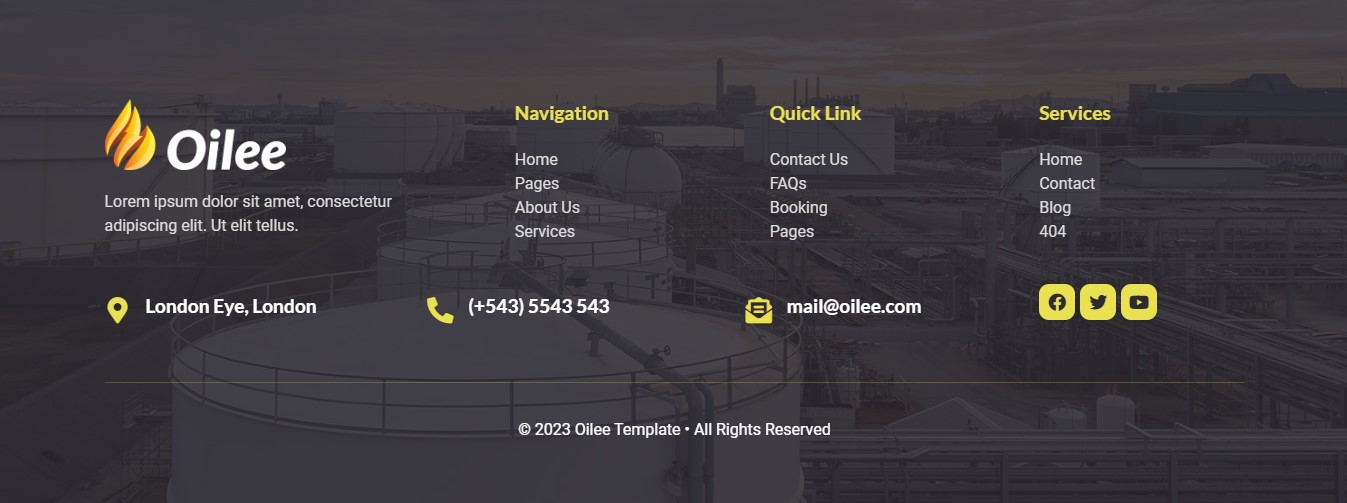 Oilee
Lorem ipsum dolor sit amet, consectetur
adipiscing elit. Ut elit tellus.
Navigation
Home
Pages
About Us
Services
Quick Link
Contact Us
FAQs
Booking
Pages
Services
Home
Contact
Blog
404
London Eye, London
(+543) 5543 543
mail@oilee.com
© 2023 Oilee Template • All Rights Reserved